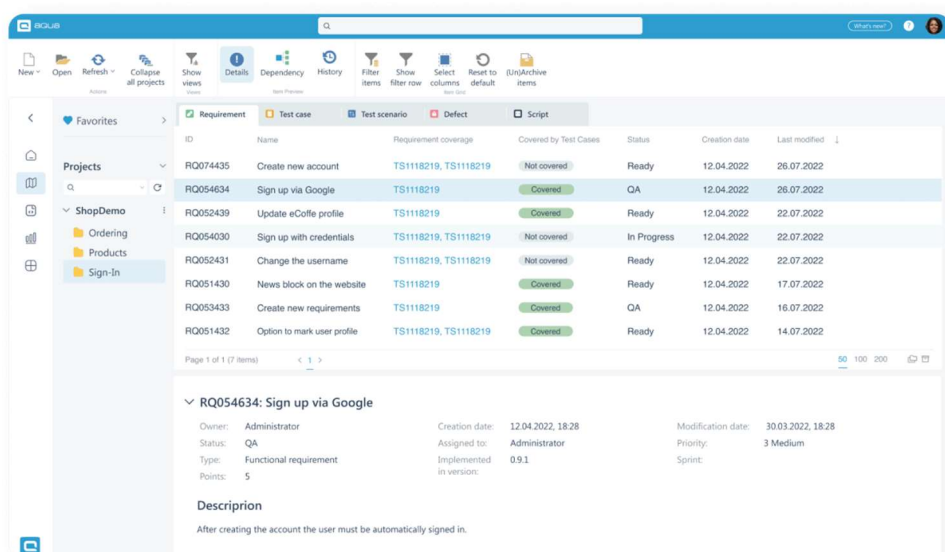 aqua
What's new?
?
New
Open
Refresh
Collapse all projects
Actions
Show views
Views
Details
Dependency
History
Item Preview
Filter items
Show filter row
Select columns
Reset to default
Item Grid
(Un)Archive items
Favorites
Projects
ShopDemo
Ordering
Products
Sign-In
Requirement Test case Test scenario Defect Script
ID Name Requirement coverage Covered by Test Cases Status Creation date Last modified
RQ074435 Create new account TS1118219, TS1118219 Not covered Ready 12.04.2022 26.07.2022
RQ054634 Sign up via Google TS1118219 Covered QA 12.04.2022 26.07.2022
RQ052439 Update eCoffe profile TS1118219 Covered Ready 12.04.2022 22.07.2022
RQ054030 Sign up with credentials TS1118219, TS1118219 Not covered In Progress 12.04.2022 22.07.2022
RQ052431 Change the username TS1118219, TS1118219 Not covered Ready 12.04.2022 22.07.2022
RQ051430 News block on the website TS1118219 Covered Ready 12.04.2022 17.07.2022
RQ053433 Create new requirements TS1118219 Covered QA 12.04.2022 16.07.2022
RQ051432 Option to mark user profile TS1118219, TS1118219 Covered Ready 12.04.2022 14.07.2022
Page 1 of 1 (7 items) < 1 > 50 100 200
RQ054634: Sign up via Google
Owner: Administrator Creation date: 12.04.2022, 18:28 Modification date: 30.03.2022, 18:28
Status: QA Assigned to: Administrator Priority: 3 Medium
Type: Functional requirement Implemented in version: 0.9.1 Sprint:
Points: 5
Descriprion
After creating the account the user must be automatically signed in.